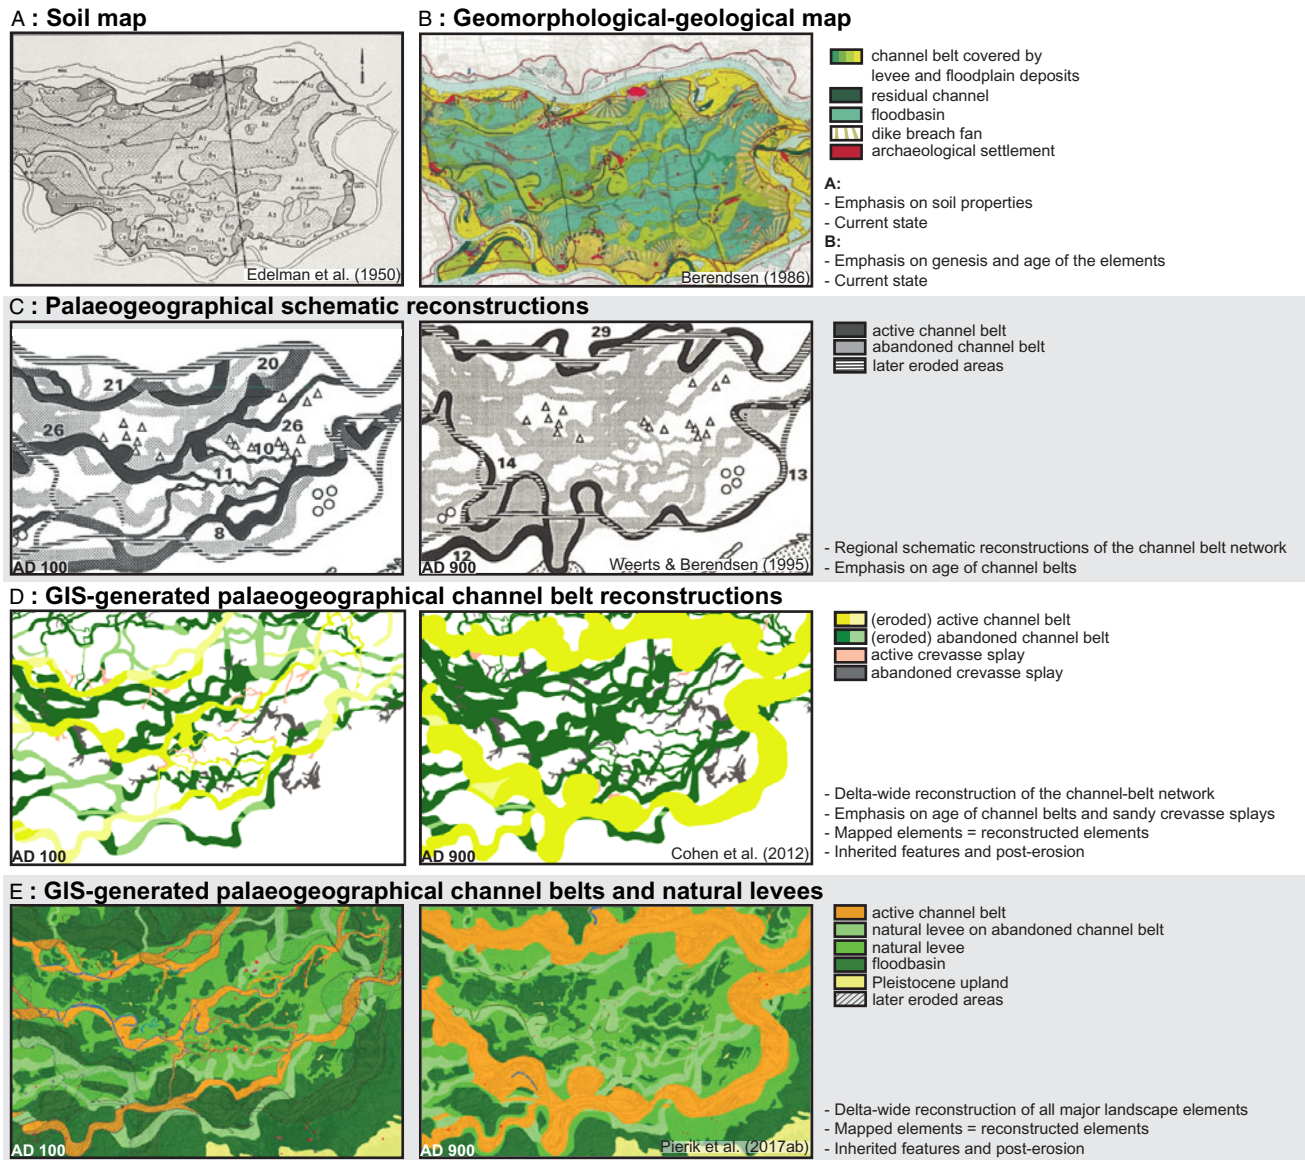 A : Soil map
Edelman et al. (1950)
B : Geomorphological-geological map
Berendsen (1986)
channel belt covered by
levee and floodplain deposits
residual channel
floodbasin
dike breach fan
archaeological settlement
A:
- Emphasis on soil properties
- Current state
B:
- Emphasis on genesis and age of the elements
- Current state
C : Palaeogeographical schematic reconstructions
20
21
26
26
10
11
8
AD 100
29
14
13
12
AD 900
Weerts & Berendsen (1995)
active channel belt
abandoned channel belt
later eroded areas
- Regional schematic reconstructions of the channel belt network
- Emphasis on age of channel belts
D : GIS-generated palaeogeographical channel belt reconstructions
AD 100
AD 900
Cohen et al. (2012)
(eroded) active channel belt
(eroded) abandoned channel belt
active crevasse splay
abandoned crevasse splay
- Delta-wide reconstruction of the channel-belt network
- Emphasis on age of channel belts and sandy crevasse splays
- Mapped elements = reconstructed elements
- Inherited features and post-erosion
E : GIS-generated palaeogeographical channel belts and natural levees
AD 100
AD 900
Pierik et al. (2017ab)
active channel belt
natural levee on abandoned channel belt
natural levee
floodbasin
Pleistocene upland
later eroded areas
- Delta-wide reconstruction of all major landscape elements
- Mapped elements = reconstructed elements
- Inherited features and post-erosion